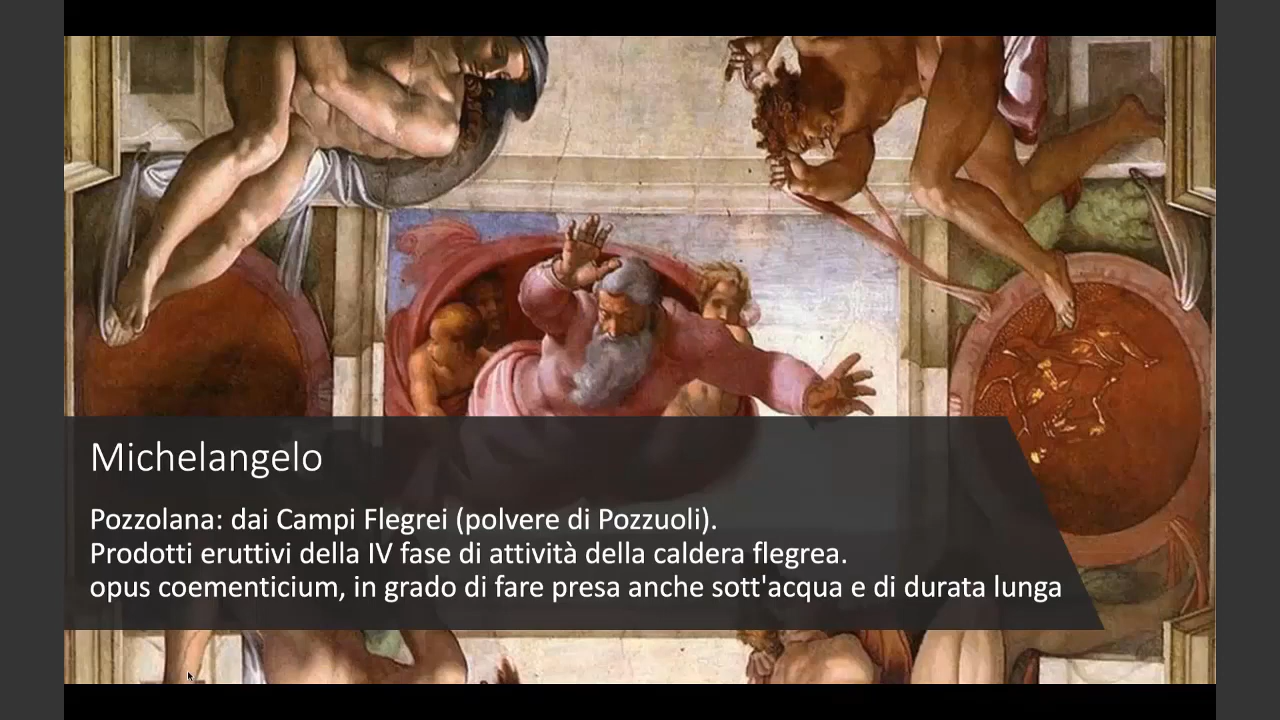 Michelangelo
Pozzolana: dai Campi Flegrei (polvere di Pozzuoli).
Prodotti eruttivi della IV fase di attività della caldera flegrea.
opus coementicium, in grado di fare presa anche sott'acqua e di durata lunga